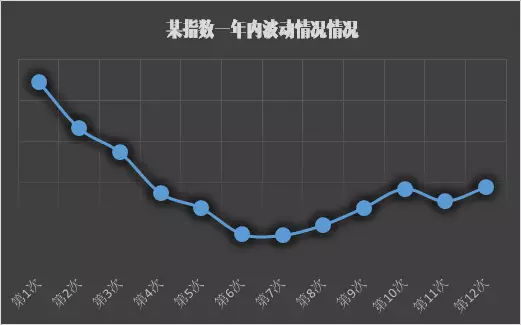 某指数一年内波动情况情况
第1次
第2次
第3次
第4次
第5次
第6次
第7次
第8次
第9次
第10次
第11次
第12次